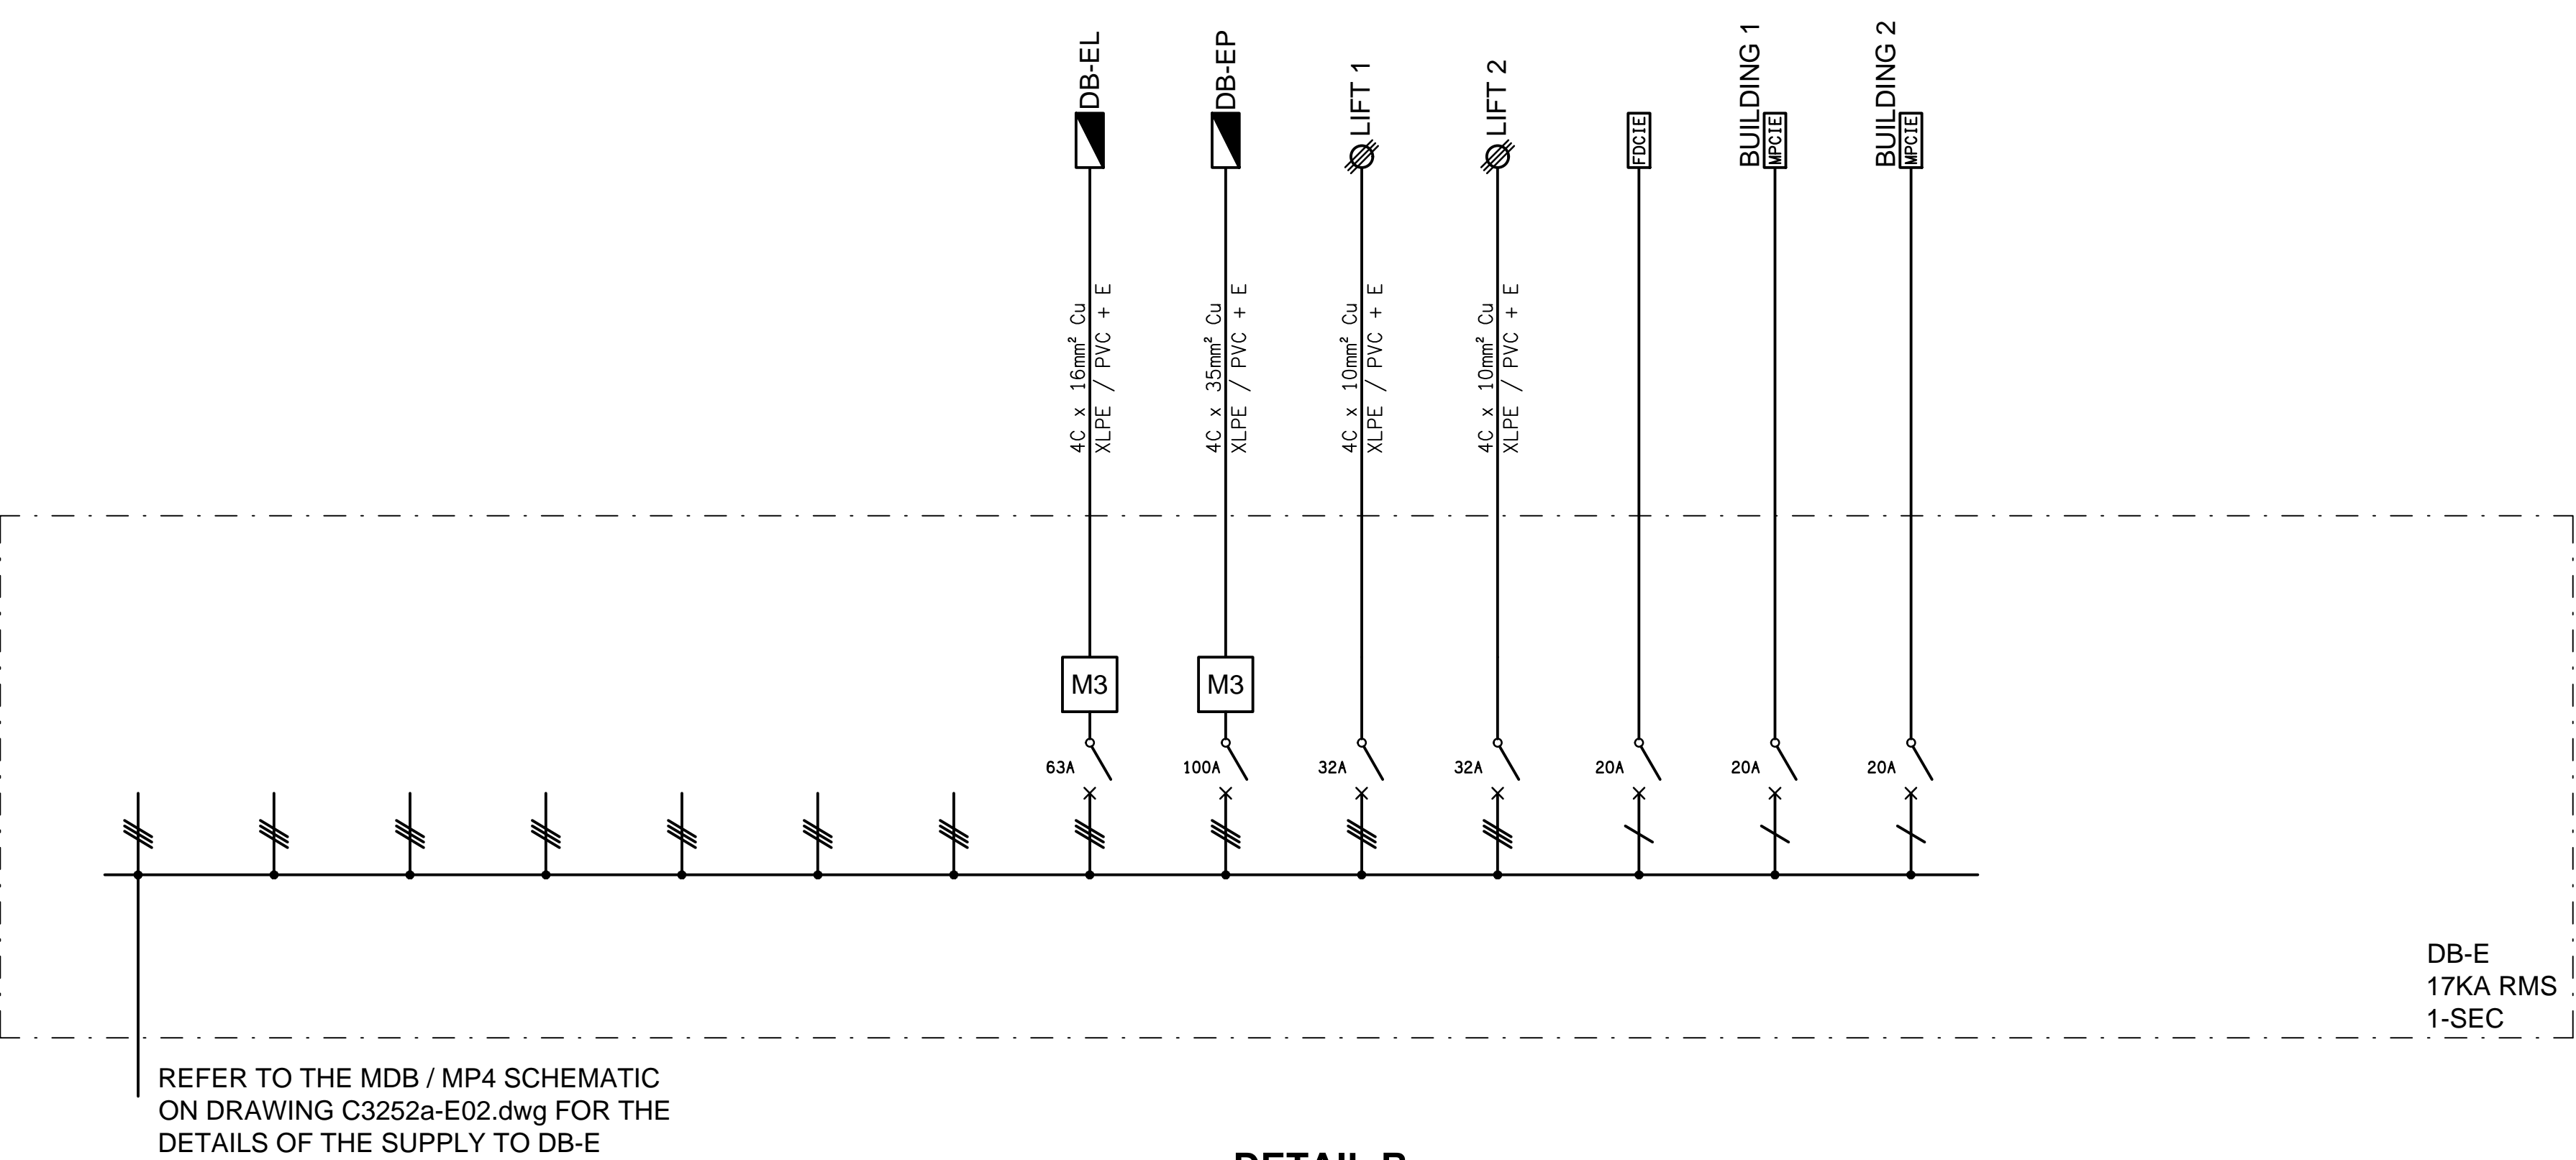 DB-EL
DB-EP
LIFT 1
LIFT 2
FDCIE
BUILDING 1
MPCIE
BUILDING 2
MPCIE
4C x 16mm² Cu
XLPE / PVC + E
4C x 35mm² Cu
XLPE / PVC + E
4C x 10mm² Cu
XLPE / PVC + E
4C x 10mm² Cu
XLPE / PVC + E
M3
M3
63A
100A
32A
32A
20A
20A
20A
DB-E
17KA RMS
1-SEC
REFER TO THE MDB / MP4 SCHEMATIC
ON DRAWING C3252a-E02.dwg FOR THE
DETAILS OF THE SUPPLY TO DB-E
DETAIL